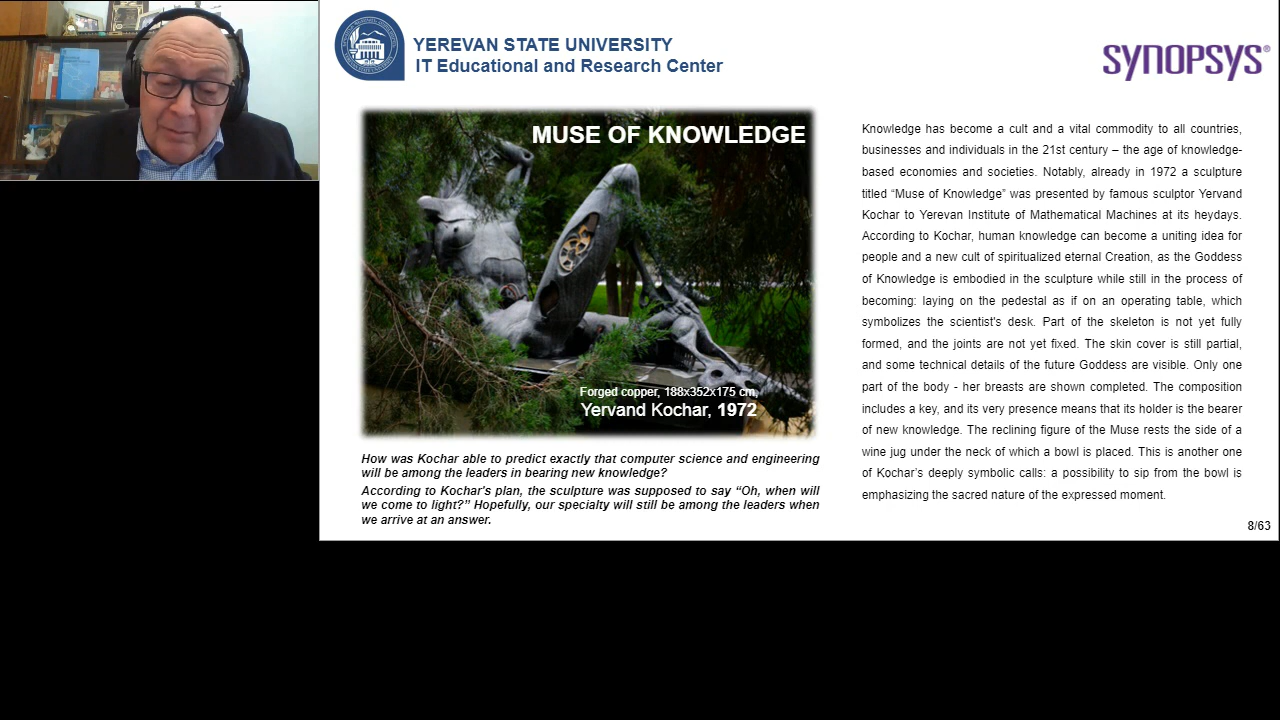 YEREVAN STATE UNIVERSITY
IT Educational and Research Center
SYNOPSYS®
MUSE OF KNOWLEDGE
Forged copper, 188x352x175 cm,
Yervand Kochar, 1972
How was Kochar able to predict exactly that computer science and engineering
will be among the leaders in bearing new knowledge?
According to Kochar's plan, the sculpture was supposed to say “Oh, when will
we come to light?” Hopefully, our specialty will still be among the leaders when
we arrive at an answer.
Knowledge has become a cult and a vital commodity to all countries,
businesses and individuals in the 21st century – the age of knowledge-
based economies and societies. Notably, already in 1972 a sculpture
titled “Muse of Knowledge” was presented by famous sculptor Yervand
Kochar to Yerevan Institute of Mathematical Machines at its heydays.
According to Kochar, human knowledge can become a uniting idea for
people and a new cult of spiritualized eternal Creation, as the Goddess
of Knowledge is embodied in the sculpture while still in the process of
becoming: laying on the pedestal as if on an operating table, which
symbolizes the scientist's desk. Part of the skeleton is not yet fully
formed, and the joints are not yet fixed. The skin cover is still partial,
and some technical details of the future Goddess are visible. Only one
part of the body - her breasts are shown completed. The composition
includes a key, and its very presence means that its holder is the bearer
of new knowledge. The reclining figure of the Muse rests the side of a
wine jug under the neck of which a bowl is placed. This is another one
of Kochar’s deeply symbolic calls: a possibility to sip from the bowl is
emphasizing the sacred nature of the expressed moment.
8/63